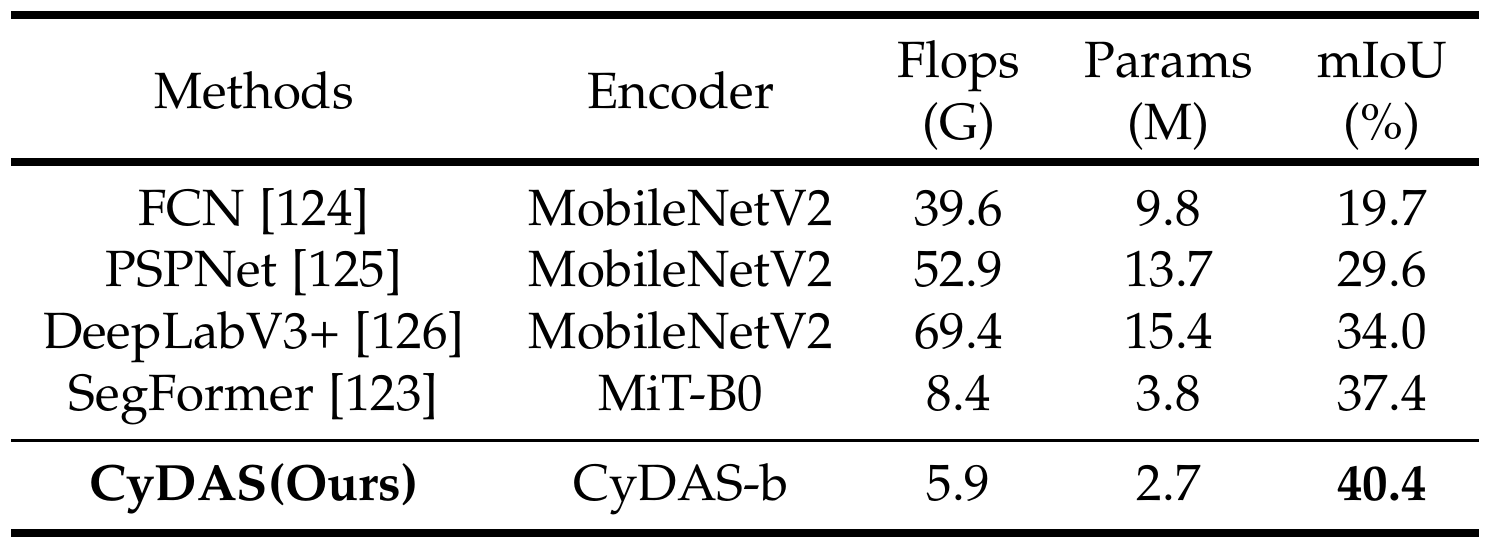 Methods Encoder Flops (G) Params (M) mIoU (%)
FCN [124] MobileNetV2 39.6 9.8 19.7
PSPNet [125] MobileNetV2 52.9 13.7 29.6
DeepLabV3+ [126] MobileNetV2 69.4 15.4 34.0
SegFormer [123] MiT-B0 8.4 3.8 37.4
CyDAS(Ours) CyDAS-b 5.9 2.7 40.4